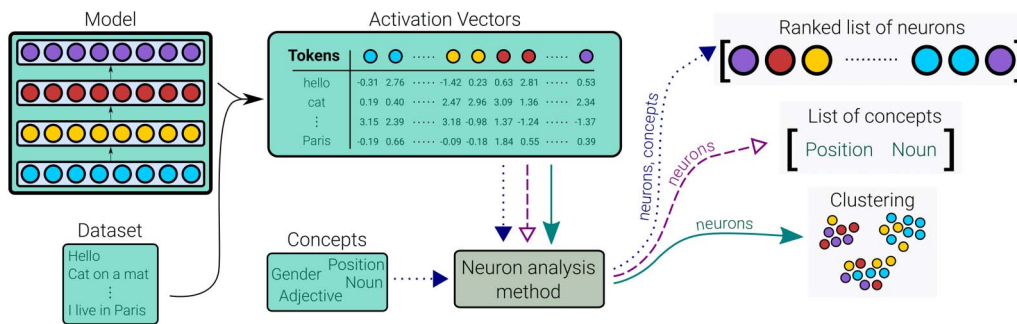 Model
Activation Vectors
Ranked list of neurons
Tokens
hello -0.31 2.76 ..... -1.42 0.23 0.63 2.81 ..... 0.53
cat 0.19 0.40 ..... 2.47 2.96 3.09 1.36 ..... 2.34
⋮ 3.15 2.39 ..... 3.18 -0.98 1.37 -1.24 ..... -1.37
Paris -0.19 0.66 ..... -0.09 -0.18 1.84 0.55 ..... 0.39
neurons, concepts
neurons
List of concepts
[Position Noun]
Clustering
neurons
Dataset
Hello
Cat on a mat
⋮
I live in Paris
Concepts
Position
Gender
Noun
Adjective
Neuron analysis
method